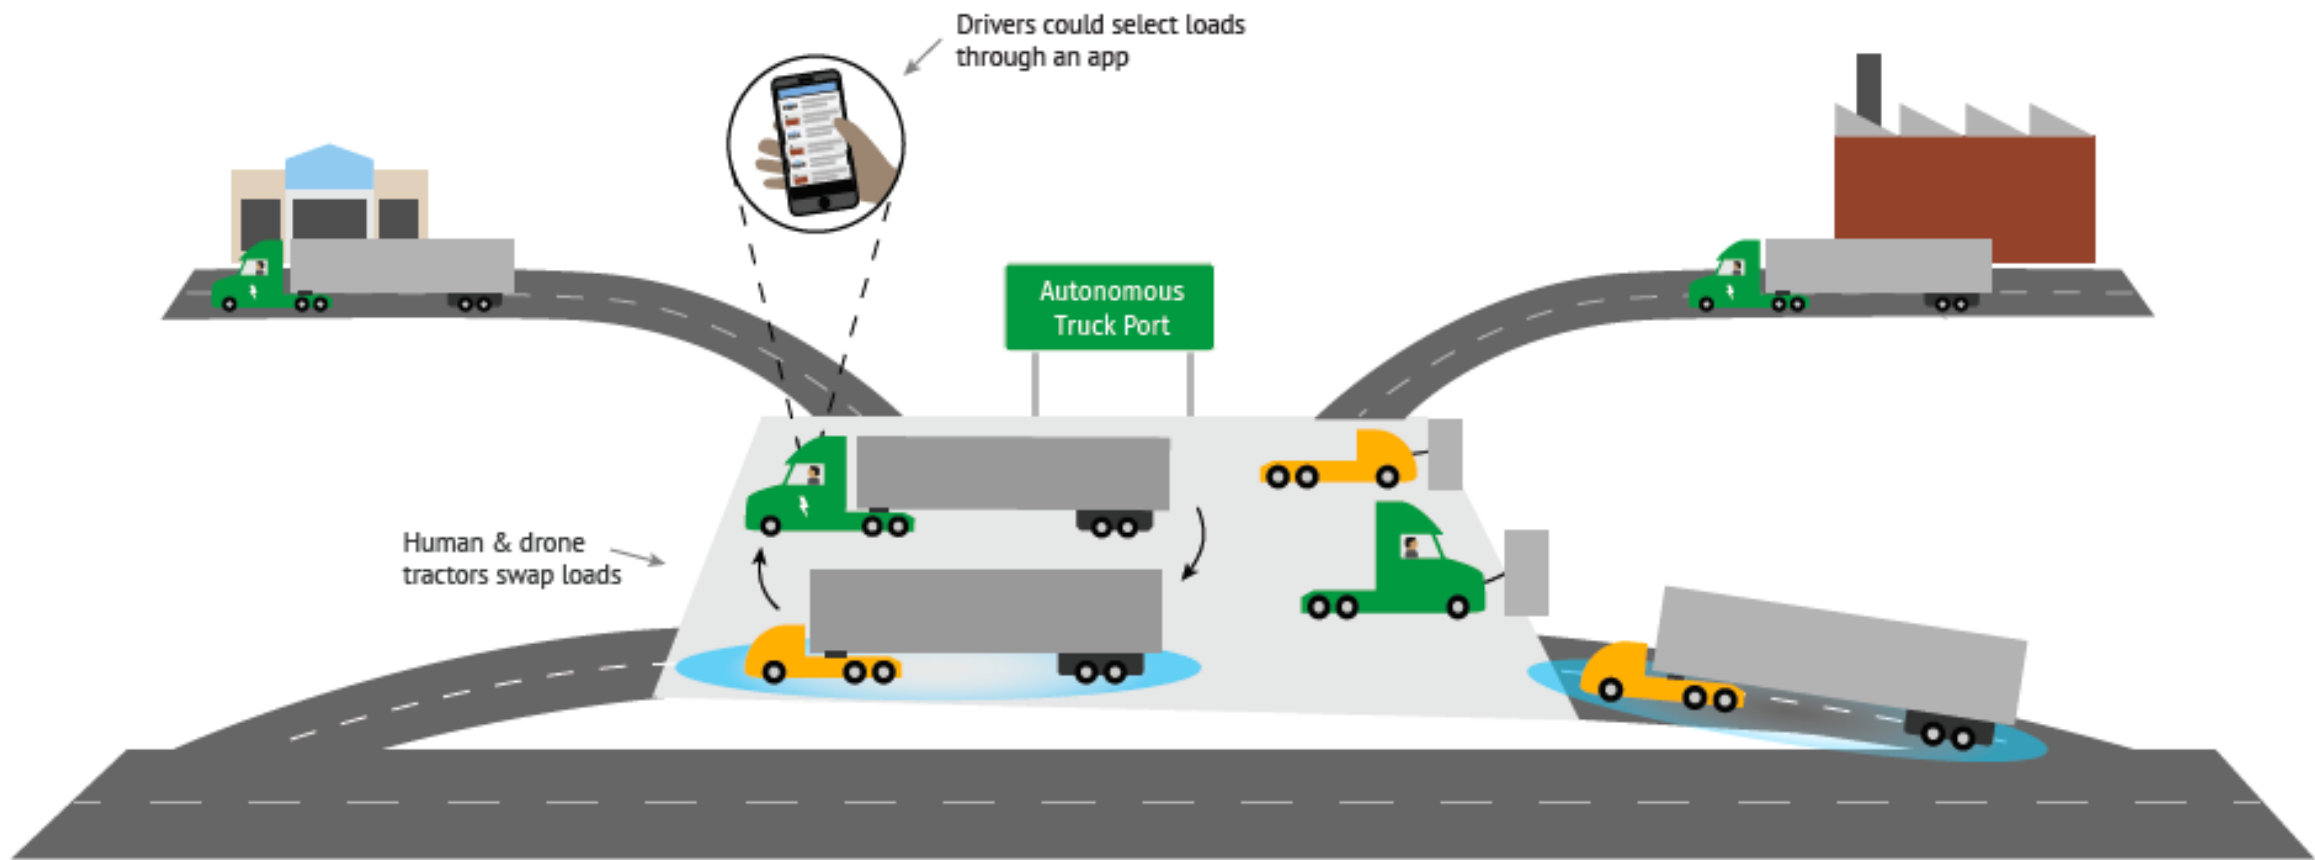 Drivers could select loads
through an app
Autonomous
Truck Port
Human & drone
tractors swap loads